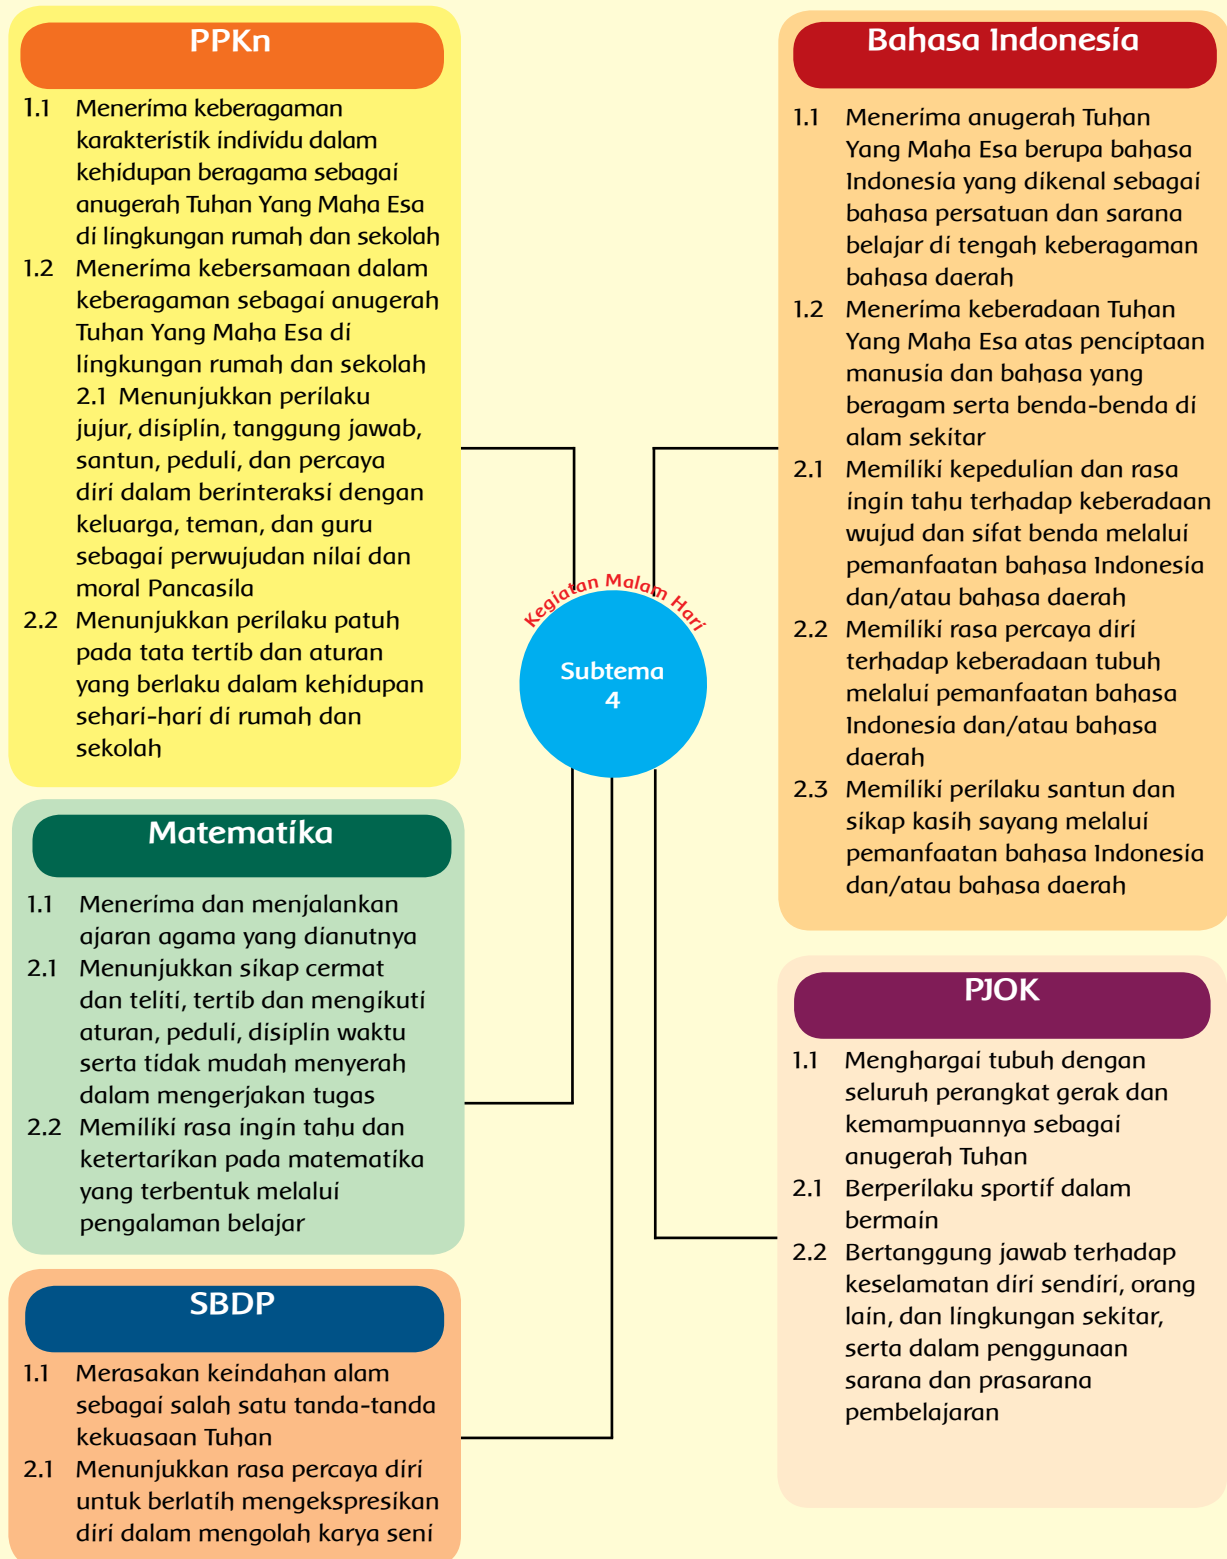 PPKn
1.1 Menerima keberagaman
karakteristik individu dalam
kehidupan beragama sebagai
anugerah Tuhan Yang Maha Esa
di lingkungan rumah dan sekolah
1.2 Menerima kebersamaan dalam
keberagaman sebagai anugerah
Tuhan Yang Maha Esa di
lingkungan rumah dan sekolah
2.1 Menunjukkan perilaku
jujur, disiplin, tanggung jawab,
santun, peduli, dan percaya
diri dalam berinteraksi dengan
keluarga, teman, dan guru
sebagai perwujudan nilai dan
moral Pancasila
2.2 Menunjukkan perilaku patuh
pada tata tertib dan aturan
yang berlaku dalam kehidupan
sehari-hari di rumah dan
sekolah
Bahasa Indonesia
1.1 Menerima anugerah Tuhan
Yang Maha Esa berupa bahasa
Indonesia yang dikenal sebagai
bahasa persatuan dan sarana
belajar di tengah keberagaman
bahasa daerah
1.2 Menerima keberadaan Tuhan
Yang Maha Esa atas penciptaan
manusia dan bahasa yang
beragam serta benda-benda di
alam sekitar
2.1 Memiliki kepedulian dan rasa
ingin tahu terhadap keberadaan
wujud dan sifat benda melalui
pemanfaatan bahasa Indonesia
dan/atau bahasa daerah
2.2 Memiliki rasa percaya diri
terhadap keberadaan tubuh
melalui pemanfaatan bahasa
Indonesia dan/atau bahasa
daerah
2.3 Memiliki perilaku santun dan
sikap kasih sayang melalui
pemanfaatan bahasa Indonesia
dan/atau bahasa daerah
Kegiatan Malam Hari
Subtema
4
Matematika
1.1 Menerima dan menjalankan
ajaran agama yang dianutnya
2.1 Menunjukkan sikap cermat
dan teliti, tertib dan mengikuti
aturan, peduli, disiplin waktu
serta tidak mudah menyerah
dalam mengerjakan tugas
2.2 Memiliki rasa ingin tahu dan
ketertarikan pada matematika
yang terbentuk melalui
pengalaman belajar
PJOK
1.1 Menghargai tubuh dengan
seluruh perangkat gerak dan
kemampuannya sebagai
anugerah Tuhan
2.1 Berperilaku sportif dalam
bermain
2.2 Bertanggung jawab terhadap
keselamatan diri sendiri, orang
lain, dan lingkungan sekitar,
serta dalam penggunaan
sarana dan prasarana
pembelajaran
SBDP
1.1 Merasakan keindahan alam
sebagai salah satu tanda-tanda
kekuasaan Tuhan
2.1 Menunjukkan rasa percaya diri
untuk berlatih mengekspresikan
diri dalam mengolah karya seni